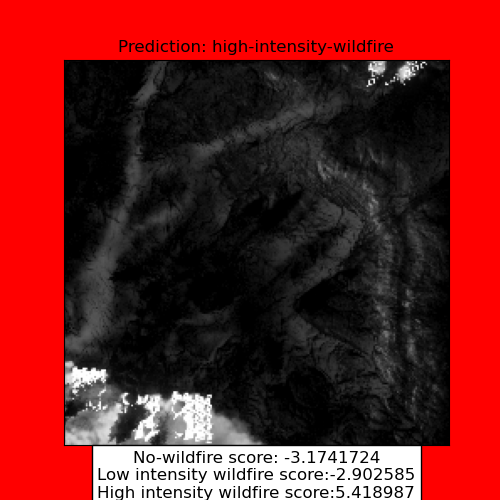 Prediction: high-intensity-wildfire
No-wildfire score: -3.1741724
Low intensity wildfire score:-2.902585
High intensity wildfire score:5.418987